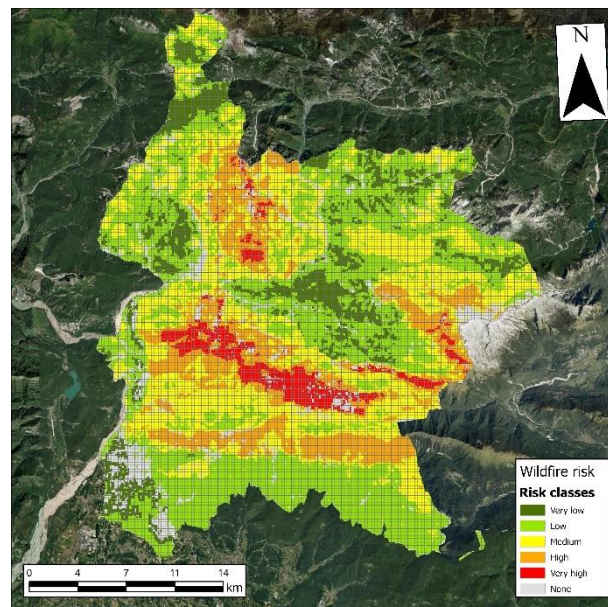 N
Wildfire risk
Risk classes
Very low
Low
Medium
High
Very high
None
0 4 7 11 14
km